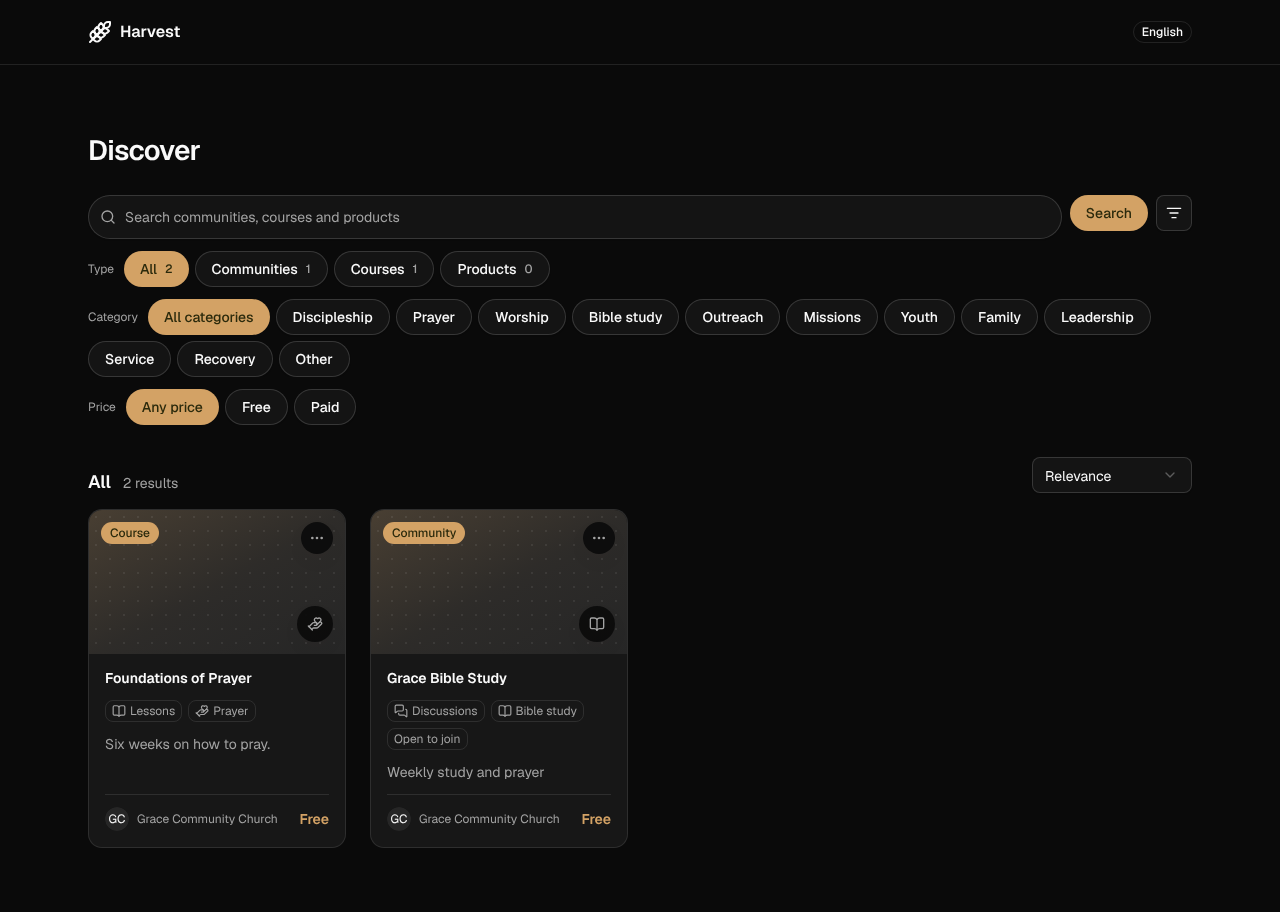 Harvest
English
Discover
Search communities, courses and products
Search
Type All 2 Communities 1 Courses 1 Products 0
Category All categories Discipleship Prayer Worship Bible study Outreach Missions Youth Family Leadership
Service Recovery Other
Price Any price Free Paid
All 2 results
Relevance
Course
Foundations of Prayer
Lessons Prayer
Six weeks on how to pray.
GC Grace Community Church Free
Community
Grace Bible Study
Discussions Bible study
Open to join
Weekly study and prayer
GC Grace Community Church Free